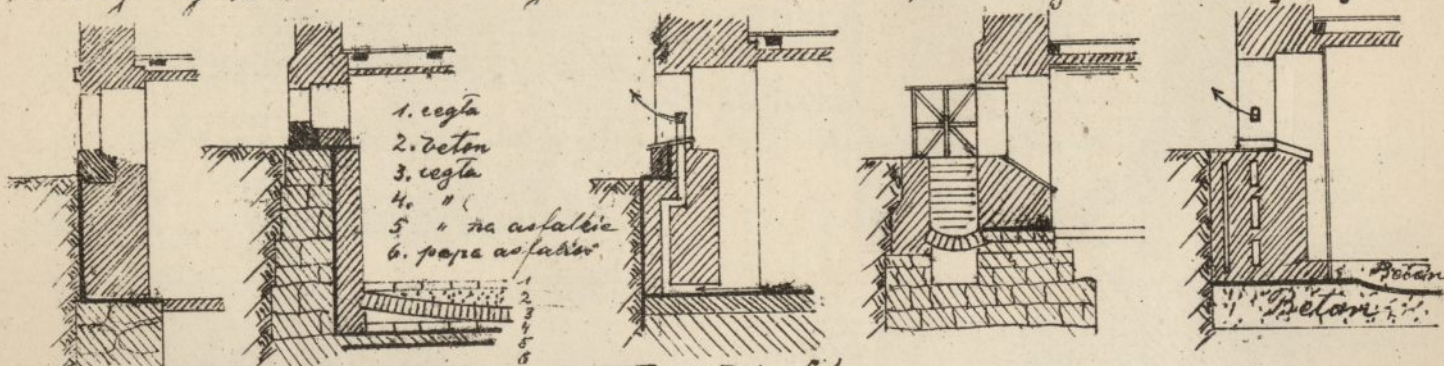 1. cegła
2. beton
3. cegła
4. "
5 " na asfalcie
6. papa asfaltow.
1
2
3
4
5
6
Beton
Beton